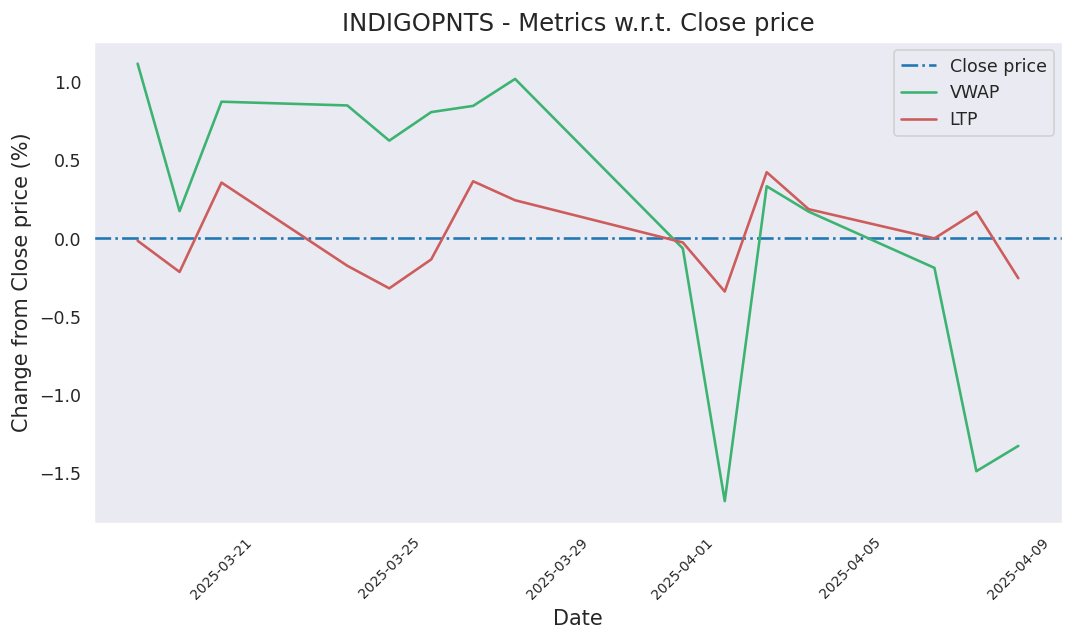 INDIGOPNTS - Metrics w.r.t. Close price
Close price
VWAP
LTP
Change from Close price (%)
1.0
0.5
0.0
−0.5
−1.0
−1.5
2025-03-21
2025-03-25
2025-03-29
2025-04-01
2025-04-05
2025-04-09
Date